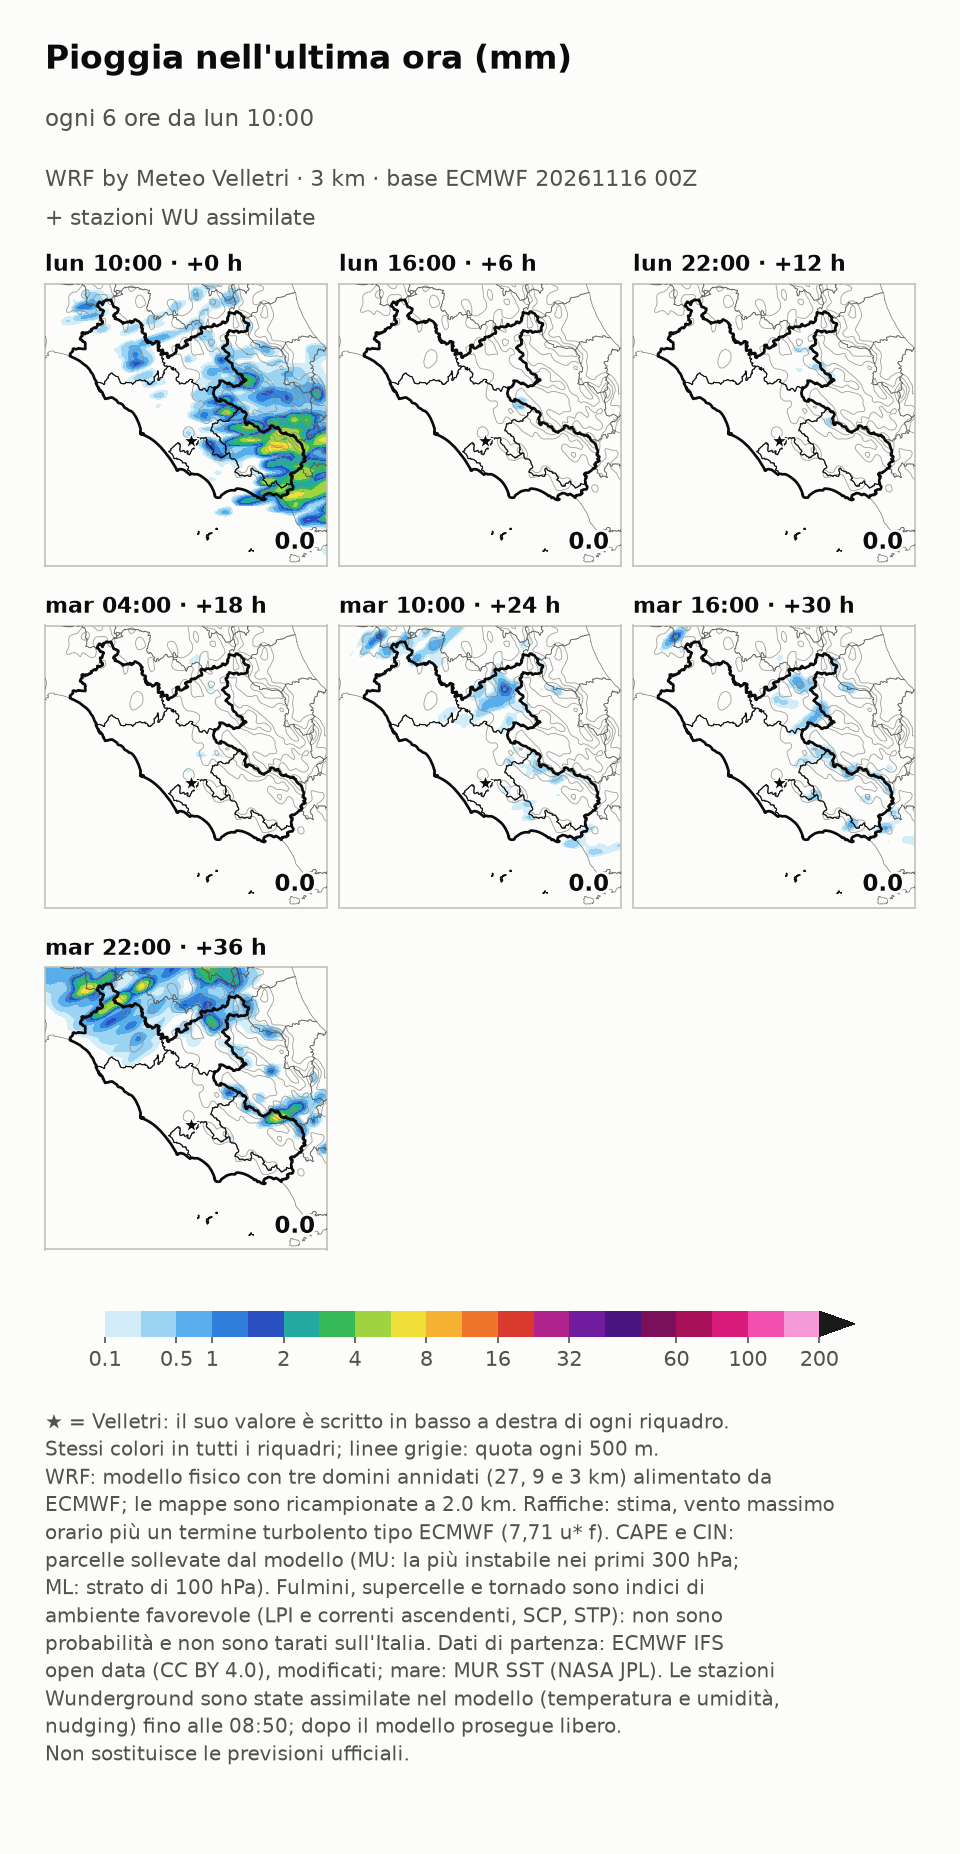 Pioggia nell'ultima ora (mm)
ogni 6 ore da lun 10:00
WRF by Meteo Velletri · 3 km · base ECMWF 20261116 00Z
+ stazioni WU assimilate
lun 10:00 · +0 h
lun 16:00 · +6 h
lun 22:00 · +12 h
0.0
0.0
0.0
mar 04:00 · +18 h
mar 10:00 · +24 h
mar 16:00 · +30 h
0.0
0.0
0.0
mar 22:00 · +36 h
0.0
0.1 0.5 1 2 4 8 16 32 60 100 200
★ = Velletri: il suo valore è scritto in basso a destra di ogni riquadro.
Stessi colori in tutti i riquadri; linee grigie: quota ogni 500 m.
WRF: modello fisico con tre domini annidati (27, 9 e 3 km) alimentato da
ECMWF; le mappe sono ricampionate a 2.0 km. Raffiche: stima, vento massimo
orario più un termine turbolento tipo ECMWF (7,71 u* f). CAPE e CIN:
parcelle sollevate dal modello (MU: la più instabile nei primi 300 hPa;
ML: strato di 100 hPa). Fulmini, supercelle e tornado sono indici di
ambiente favorevole (LPI e correnti ascendenti, SCP, STP): non sono
probabilità e non sono tarati sull'Italia. Dati di partenza: ECMWF IFS
open data (CC BY 4.0), modificati; mare: MUR SST (NASA JPL). Le stazioni
Wunderground sono state assimilate nel modello (temperatura e umidità,
nudging) fino alle 08:50; dopo il modello prosegue libero.
Non sostituisce le previsioni ufficiali.